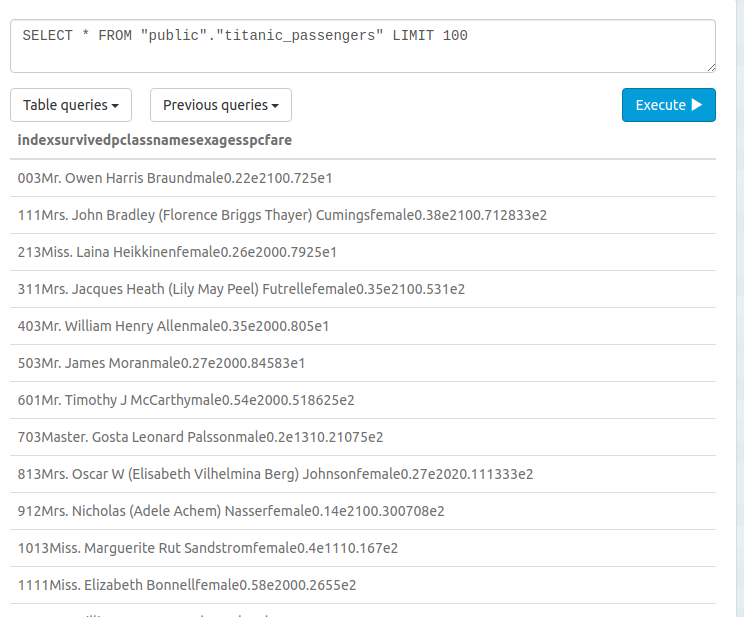 SELECT * FROM "public"."titanic_passengers" LIMIT 100
Table queries Previous queries Execute
indexsurvivedpclassnamesexagesspcfare
003Mr. Owen Harris Braundmale0.22e2100.725e1
111Mrs. John Bradley (Florence Briggs Thayer) Cumingsfemale0.38e2100.712833e2
213Miss. Laina Heikkinenfemale0.26e2000.7925e1
311Mrs. Jacques Heath (Lily May Peel) Futrellefemale0.35e2100.531e2
403Mr. William Henry Allenmale0.35e2000.805e1
503Mr. James Moranmale0.27e2000.84583e1
601Mr. Timothy J McCarthymale0.54e2000.518625e2
703Master. Gosta Leonard Palssonmale0.2e1310.21075e2
813Mrs. Oscar W (Elisabeth Vilhelmina Berg) Johnsonfemale0.27e2020.111333e2
912Mrs. Nicholas (Adele Achem) Nasserfemale0.14e2100.300708e2
1013Miss. Marguerite Rut Sandstromfemale0.4e1110.167e2
1111Miss. Elizabeth Bonnellfemale0.58e2000.2655e2